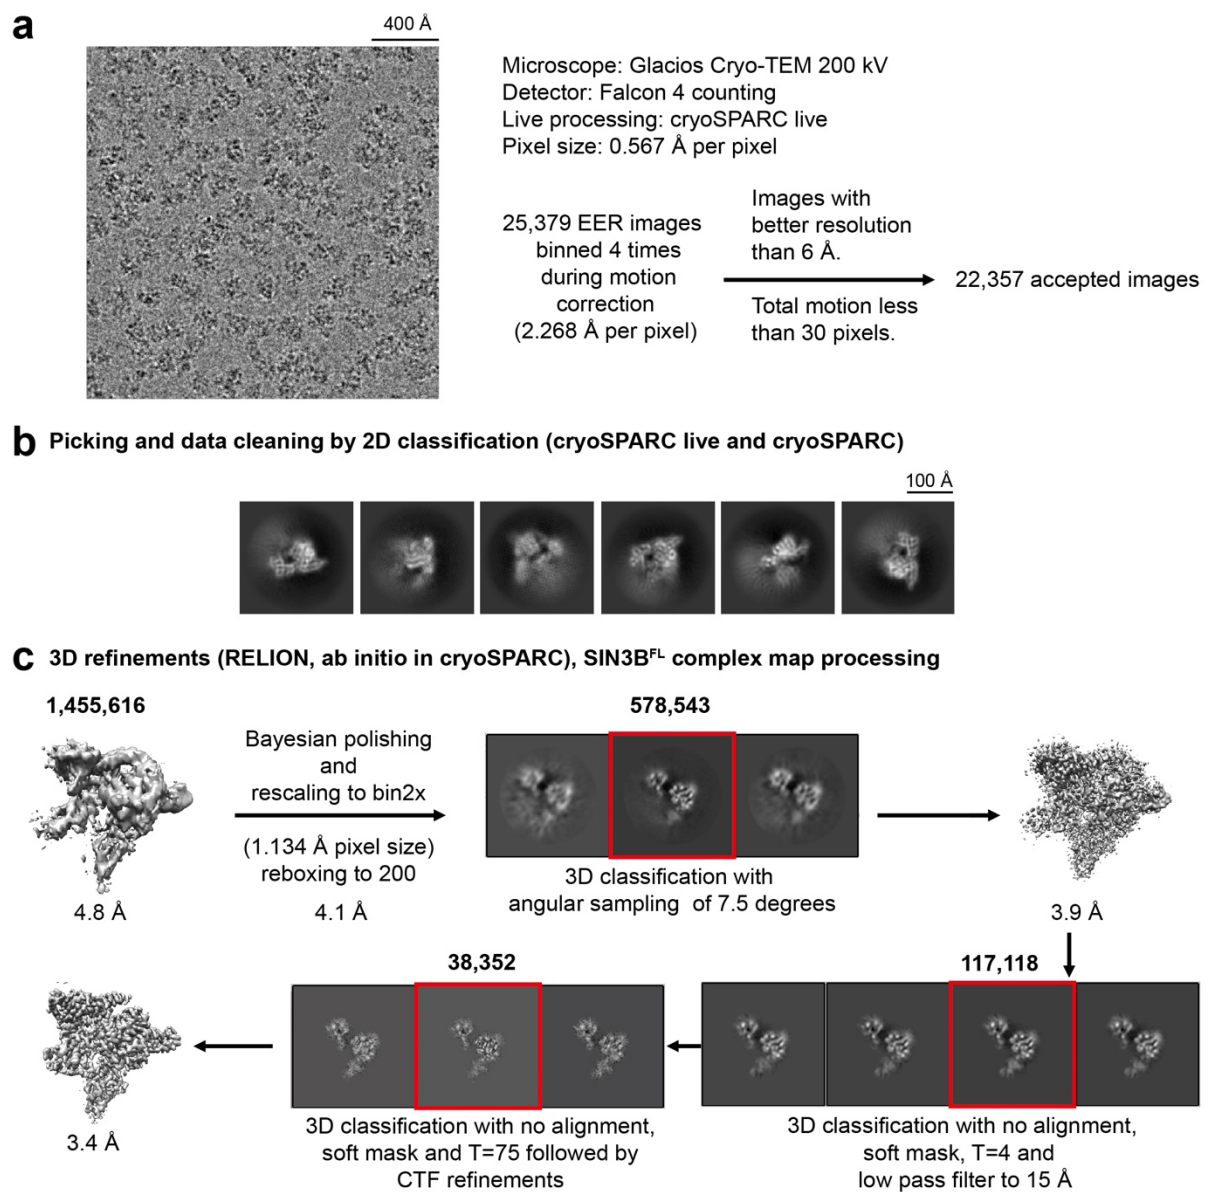 a
400 Å
Microscope: Glacios Cryo-TEM 200 kV
Detector: Falcon 4 counting
Live processing: cryoSPARC live
Pixel size: 0.567 Å per pixel
25,379 EER images
binned 4 times
during motion
correction
(2.268 Å per pixel)
Images with
better resolution
than 6 Å.
Total motion less
than 30 pixels.
22,357 accepted images
b Picking and data cleaning by 2D classification (cryoSPARC live and cryoSPARC)
100 Å
c 3D refinements (RELION, ab initio in cryoSPARC), SIN3BFL complex map processing
1,455,616
4.8 Å
Bayesian polishing
and
rescaling to bin2x
(1.134 Å pixel size)
reboxing to 200
4.1 Å
578,543
3D classification with
angular sampling of 7.5 degrees
3.9 Å
117,118
3D classification with no alignment,
soft mask, T=4 and
low pass filter to 15 Å
38,352
3D classification with no alignment,
soft mask and T=75 followed by
CTF refinements
3.4 Å